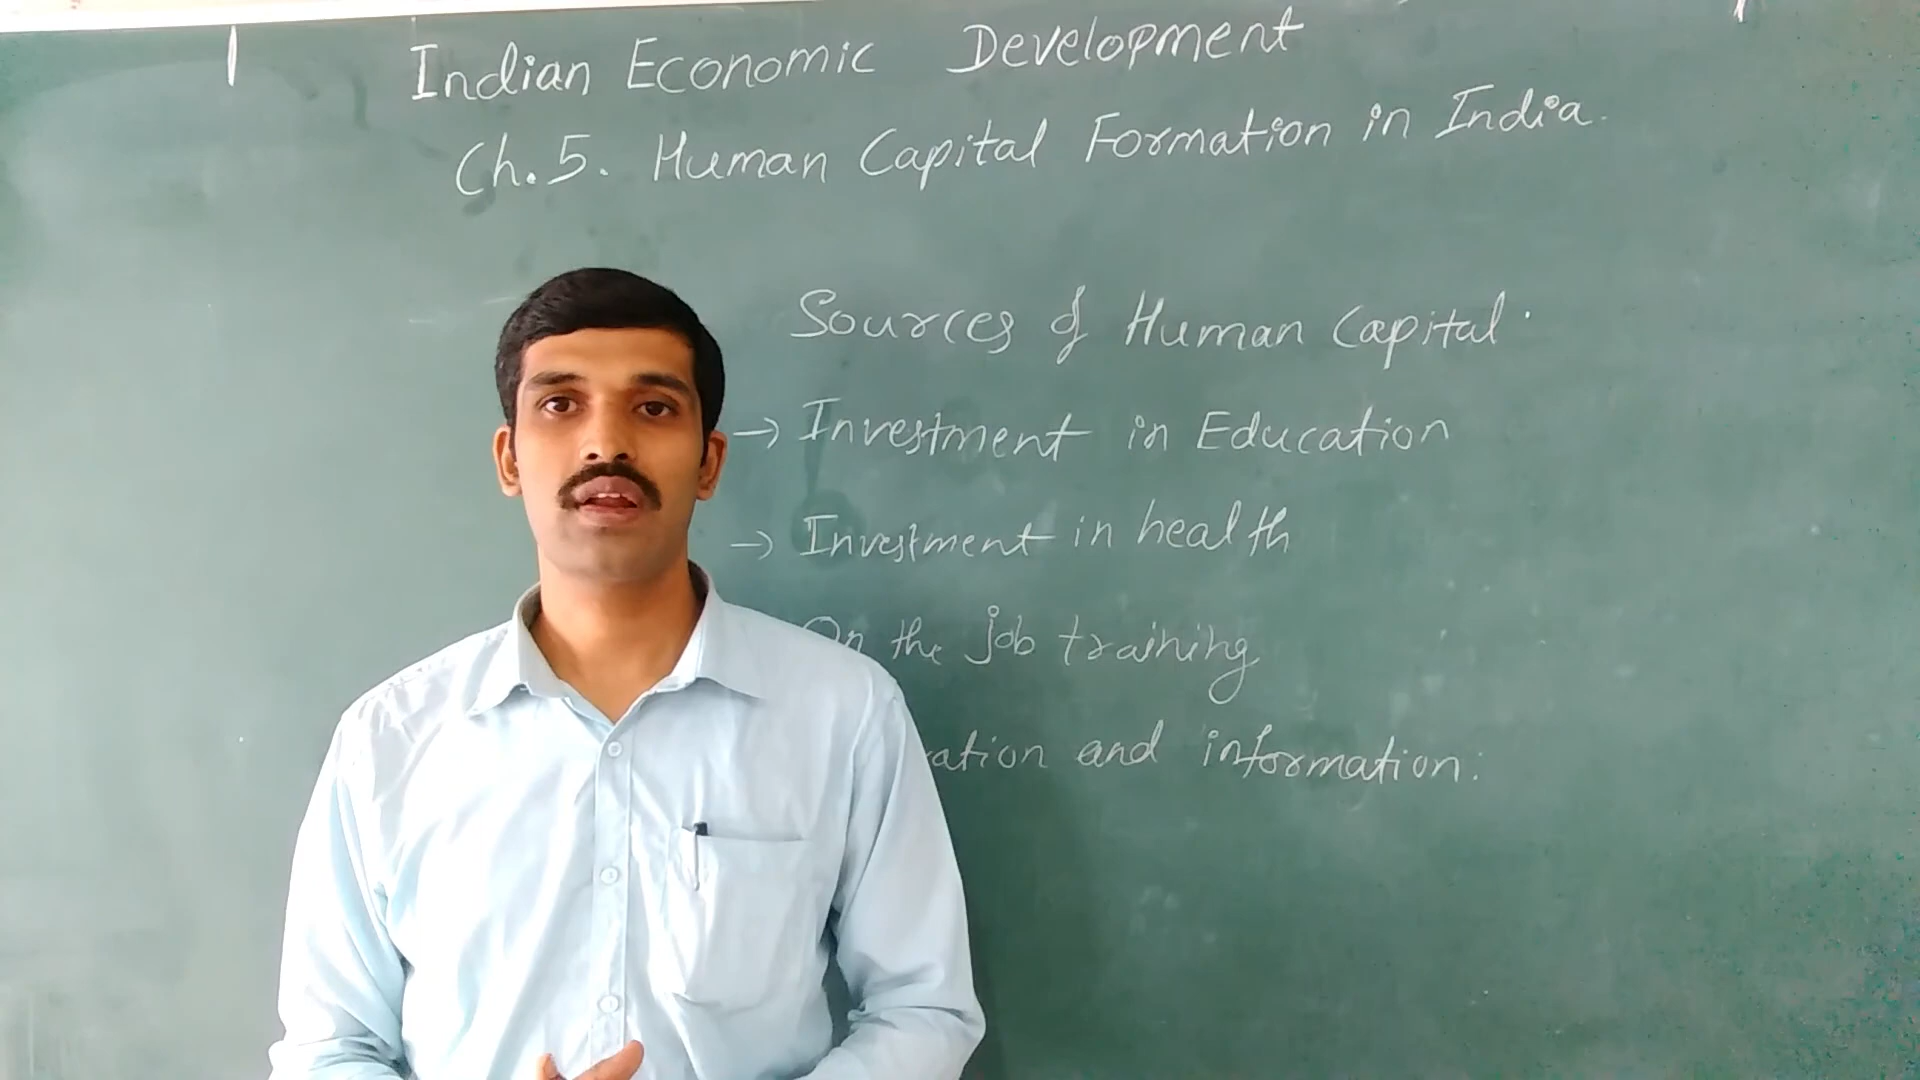 Indian Economic Development
Ch.5. Human Capital Formation in India.
Sources of Human Capital.
→ Investment in Education
→ Investment in health
On the job training
and information: